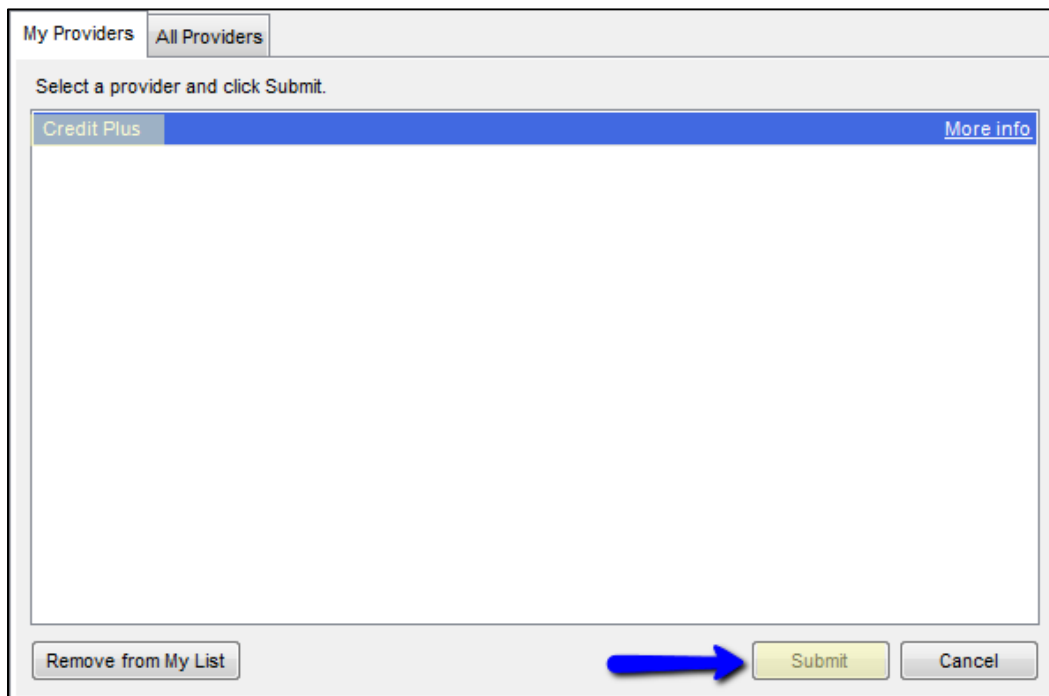 My Providers All Providers
Select a provider and click Submit.
Credit Plus More info
Remove from My List Submit Cancel